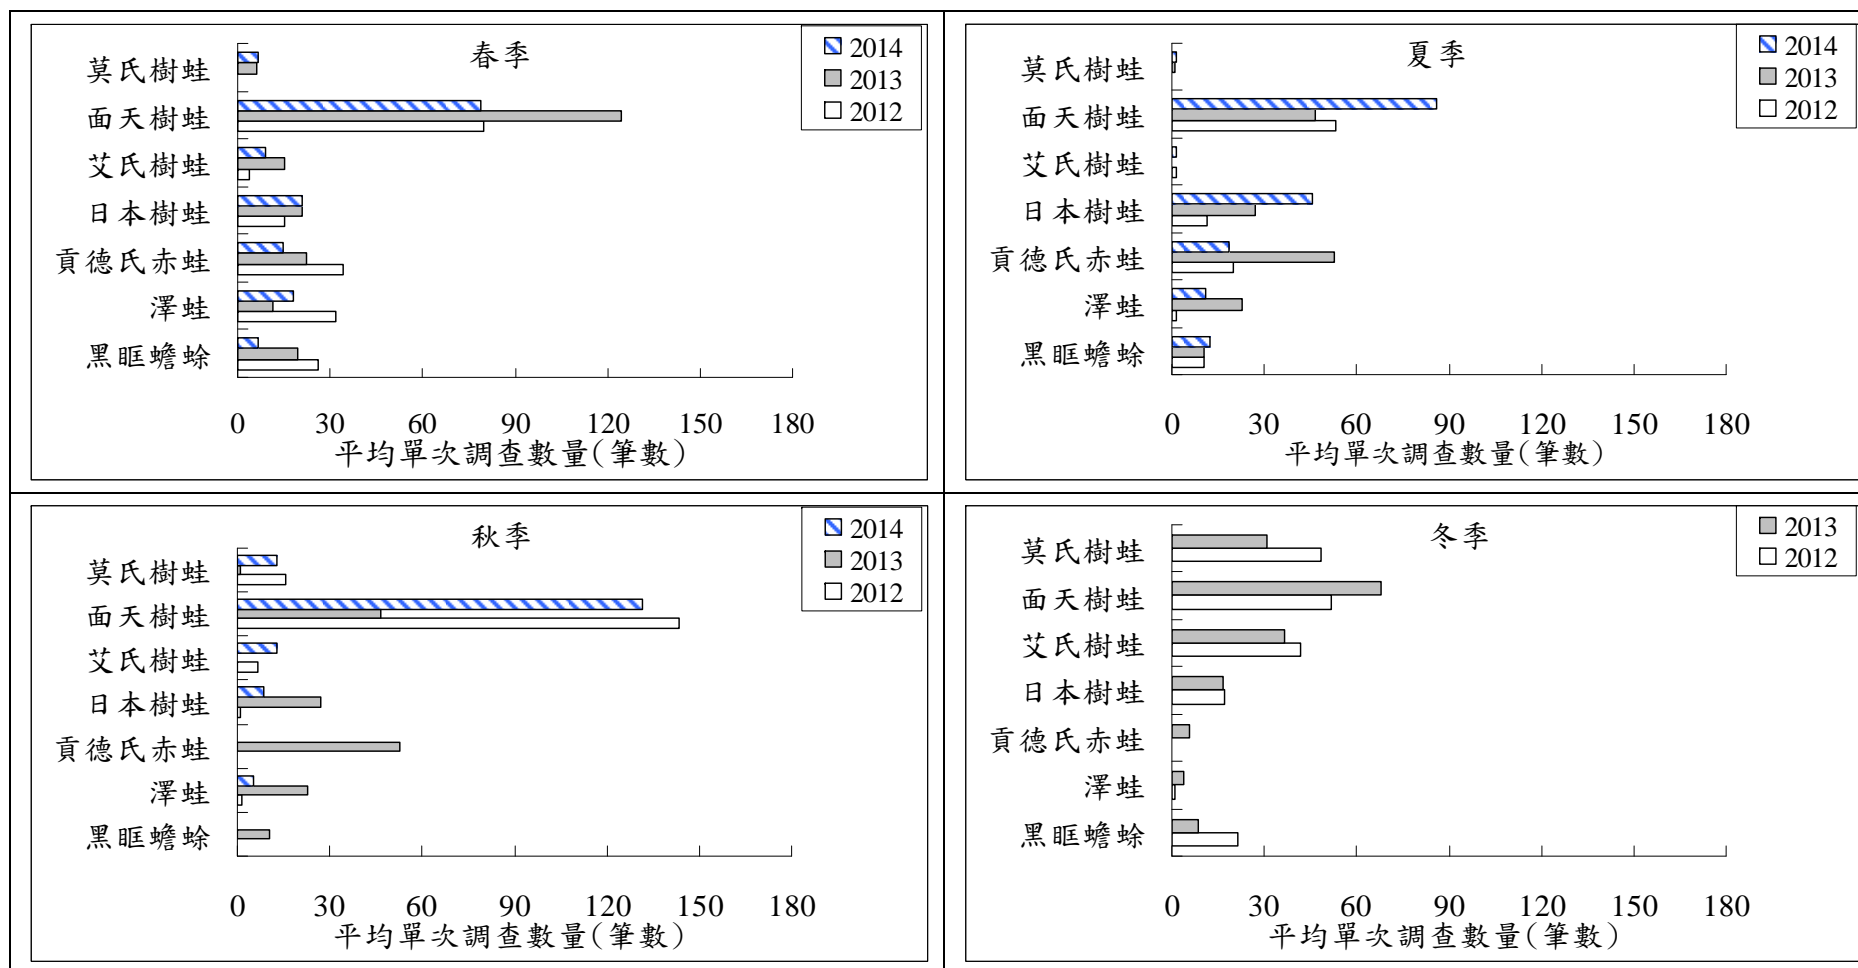 春季
2014
2013
2012
莫氏樹蛙
面天樹蛙
艾氏樹蛙
日本樹蛙
貢德氏赤蛙
澤蛙
黑眶蟾蜍
0 30 60 90 120 150 180
平均單次調查數量(筆數)
夏季
2014
2013
2012
莫氏樹蛙
面天樹蛙
艾氏樹蛙
日本樹蛙
貢德氏赤蛙
澤蛙
黑眶蟾蜍
0 30 60 90 120 150 180
平均單次調查數量(筆數)
秋季
2014
2013
2012
莫氏樹蛙
面天樹蛙
艾氏樹蛙
日本樹蛙
貢德氏赤蛙
澤蛙
黑眶蟾蜍
0 30 60 90 120 150 180
平均單次調查數量(筆數)
冬季
2013
2012
莫氏樹蛙
面天樹蛙
艾氏樹蛙
日本樹蛙
貢德氏赤蛙
澤蛙
黑眶蟾蜍
0 30 60 90 120 150 180
平均單次調查數量(筆數)